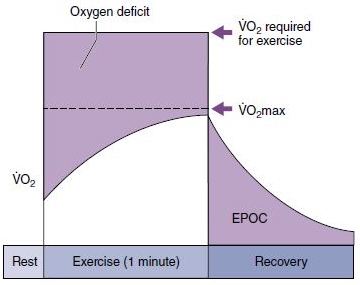 Oxygen deficit
V̇O₂ required
for exercise
V̇O₂max
V̇O₂
EPOC
Rest
Exercise (1 minute)
Recovery